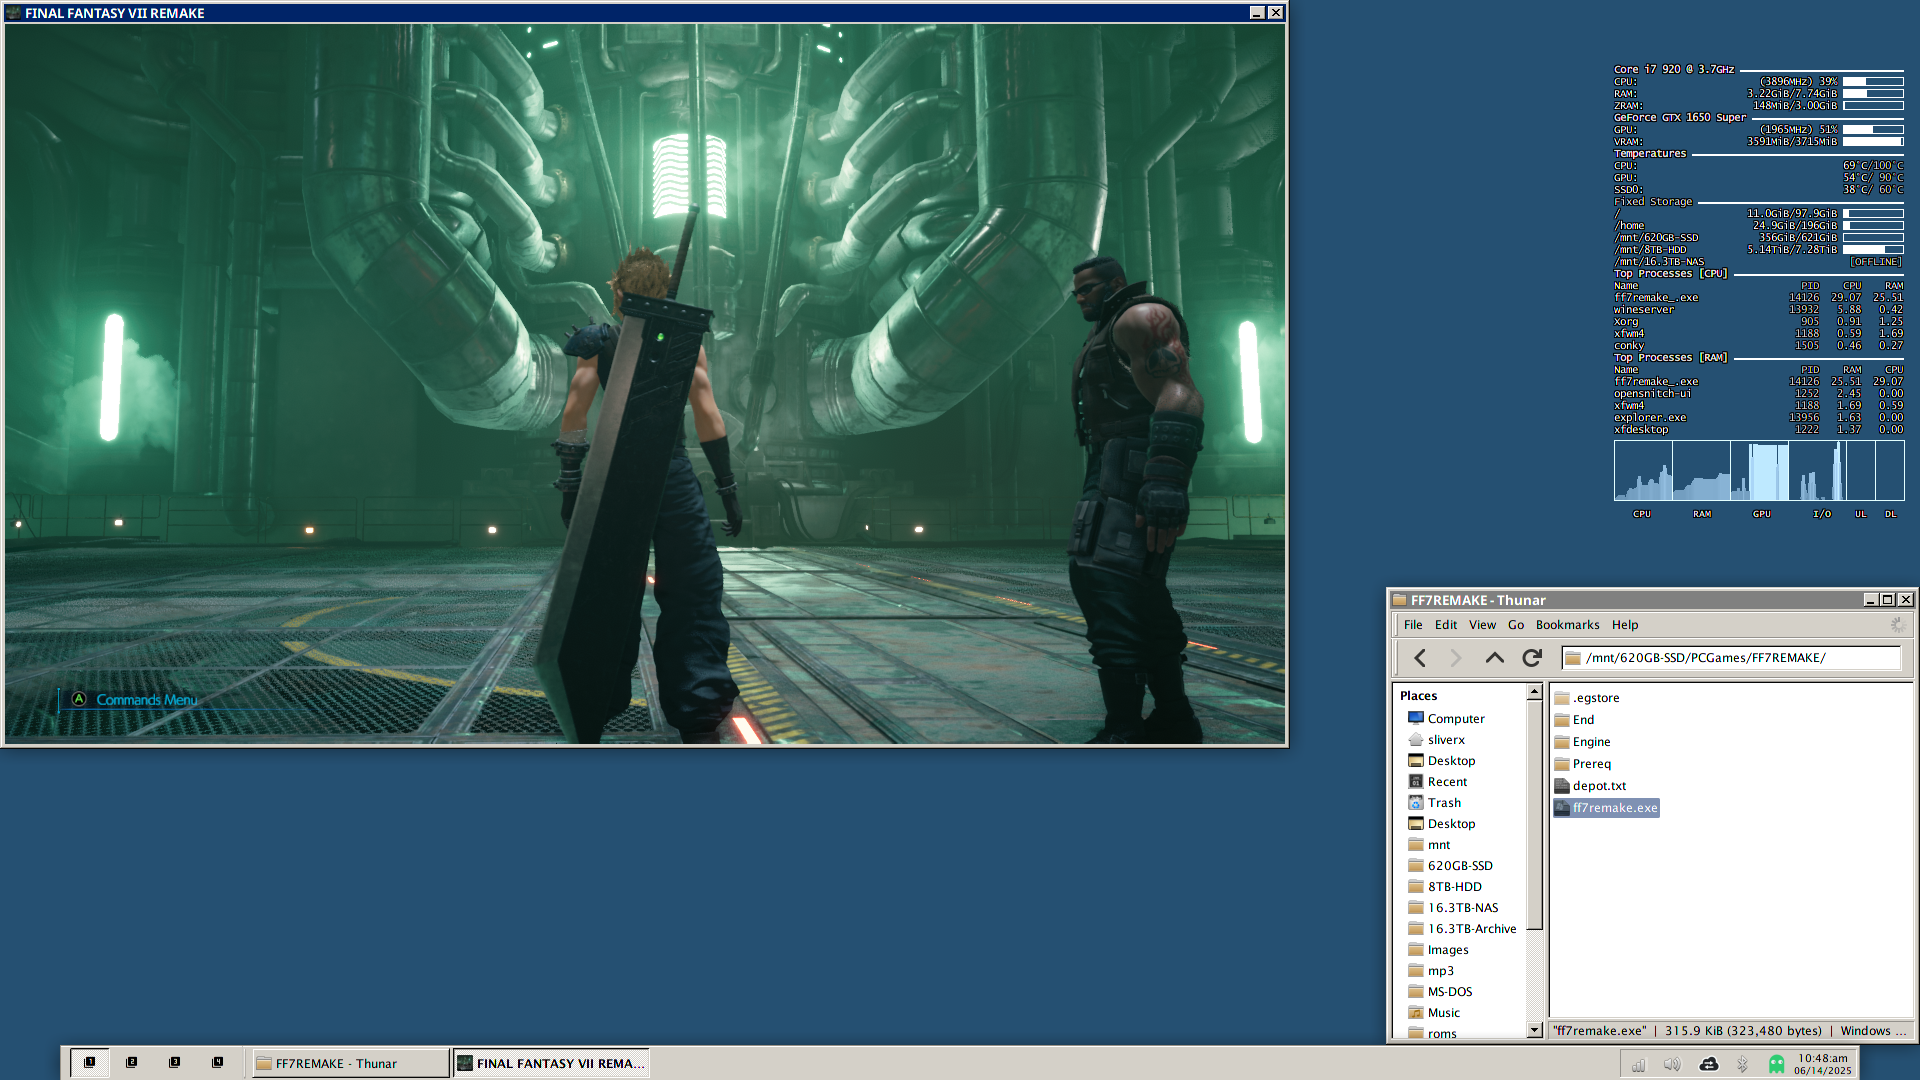 FINAL FANTASY VII REMAKE
Commands Menu
A
Core i7 920 @ 3.7GHz
CPU: (3896MHz) 39%
RAM: 3.22GiB/7.74GiB
ZRAM: 148MiB/3.00GiB
GeForce GTX 1650 Super
GPU: (1965MHz) 51%
VRAM: 3591MiB/3715MiB
Temperatures
CPU: 69°C/100°C
GPU: 54°C/ 90°C
SSD0: 38°C/ 60°C
Fixed Storage
/ 11.0GiB/97.9GiB
/home 24.9GiB/196GiB
/mnt/620GB-SSD 356GiB/621GiB
/mnt/8TB-HDD 5.14TiB/7.28TiB
/mnt/16.3TB-NAS [OFFLINE]
Top Processes [CPU]
Name PID CPU RAM
ff7remake_.exe 14126 29.07 25.51
wineserver 13932 5.88 0.42
Xorg 905 0.91 1.25
xfwm4 1188 0.59 1.69
conky 1505 0.46 0.27
Top Processes [RAM]
Name PID RAM CPU
ff7remake_.exe 14126 25.51 29.07
opensnitch-ui 1252 2.45 0.00
xfwm4 1188 1.69 0.59
explorer.exe 13956 1.63 0.00
xfdesktop 1222 1.37 0.00
CPU RAM GPU I/O UL DL
FF7REMAKE - Thunar
File Edit View Go Bookmarks Help
/mnt/620GB-SSD/PCGames/FF7REMAKE/
Places
Computer
sliverx
Desktop
Recent
Trash
Desktop
mnt
620GB-SSD
8TB-HDD
16.3TB-NAS
16.3TB-Archive
Images
mp3
MS-DOS
Music
roms
.egstore
End
Engine
Prereq
depot.txt
ff7remake.exe
"ff7remake.exe" | 315.9 KiB (323,480 bytes) | Windows ...
1 2 3 4
FF7REMAKE - Thunar
FINAL FANTASY VII REMA...
10:48:am
06/14/2025